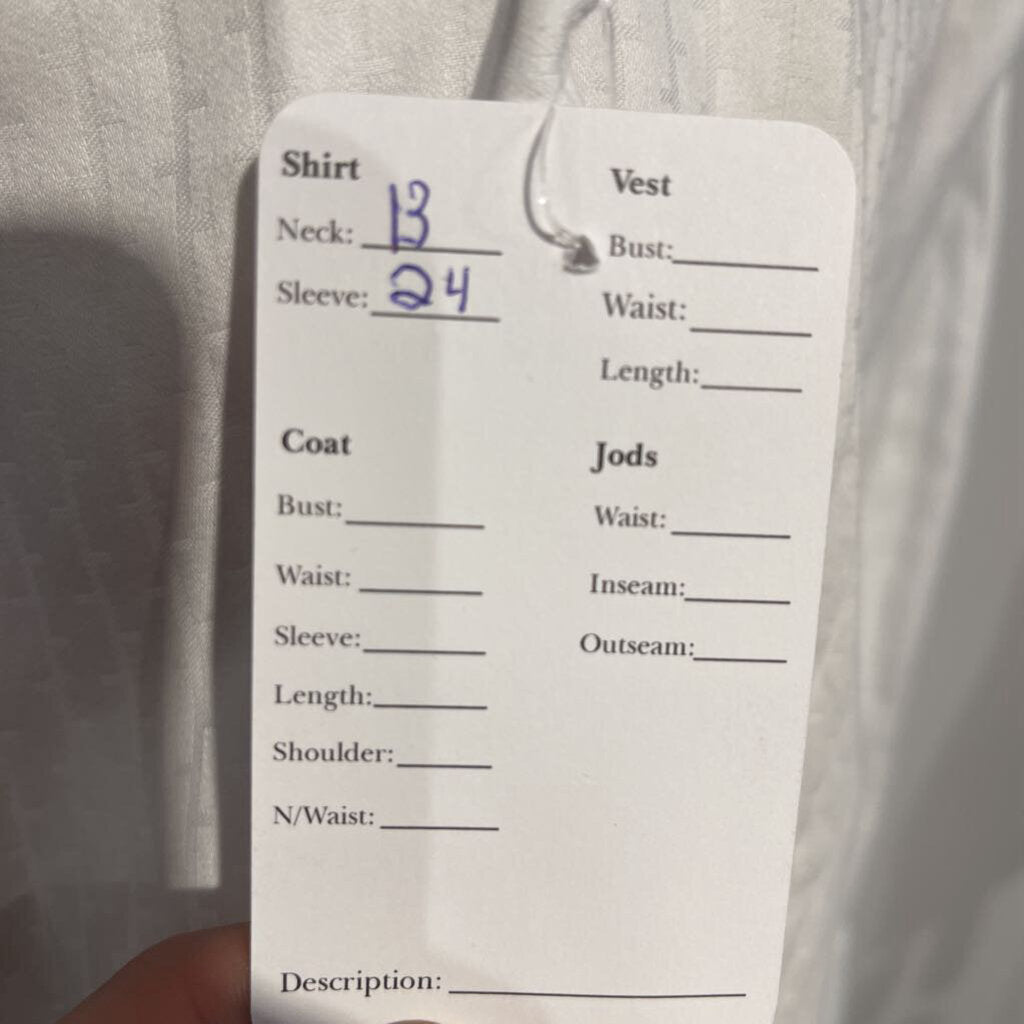 Shirt
Neck: 13
Sleeve: 24
Vest
Bust:
Waist:
Length:
Coat
Bust:
Waist:
Sleeve:
Length:
Shoulder:
N/Waist:
Jods
Waist:
Inseam:
Outseam:
Description: